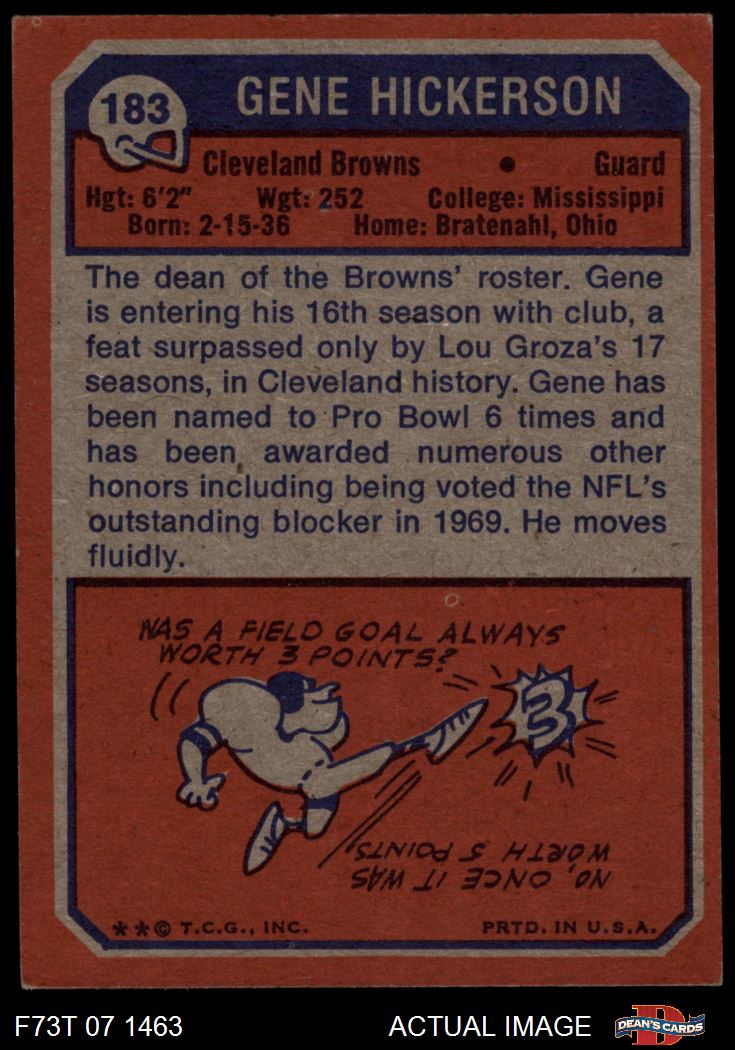 183
GENE HICKERSON
Cleveland Browns • Guard
Hgt: 6'2" Wgt: 252 College: Mississippi
Born: 2-15-36 Home: Bratenahl, Ohio
The dean of the Browns' roster. Gene
is entering his 16th season with club, a
feat surpassed only by Lou Groza's 17
seasons, in Cleveland history. Gene has
been named to Pro Bowl 6 times and
has been awarded numerous other
honors including being voted the NFL's
outstanding blocker in 1969. He moves
fluidly.
WAS A FIELD GOAL ALWAYS
WORTH 3 POINTS?
3
NO, ONCE IT WAS
WORTH 5 POINTS.
**© T.C.G., INC. PRTD. IN U.S.A.
F73T 07 1463 ACTUAL IMAGE D DEAN'S CARDS